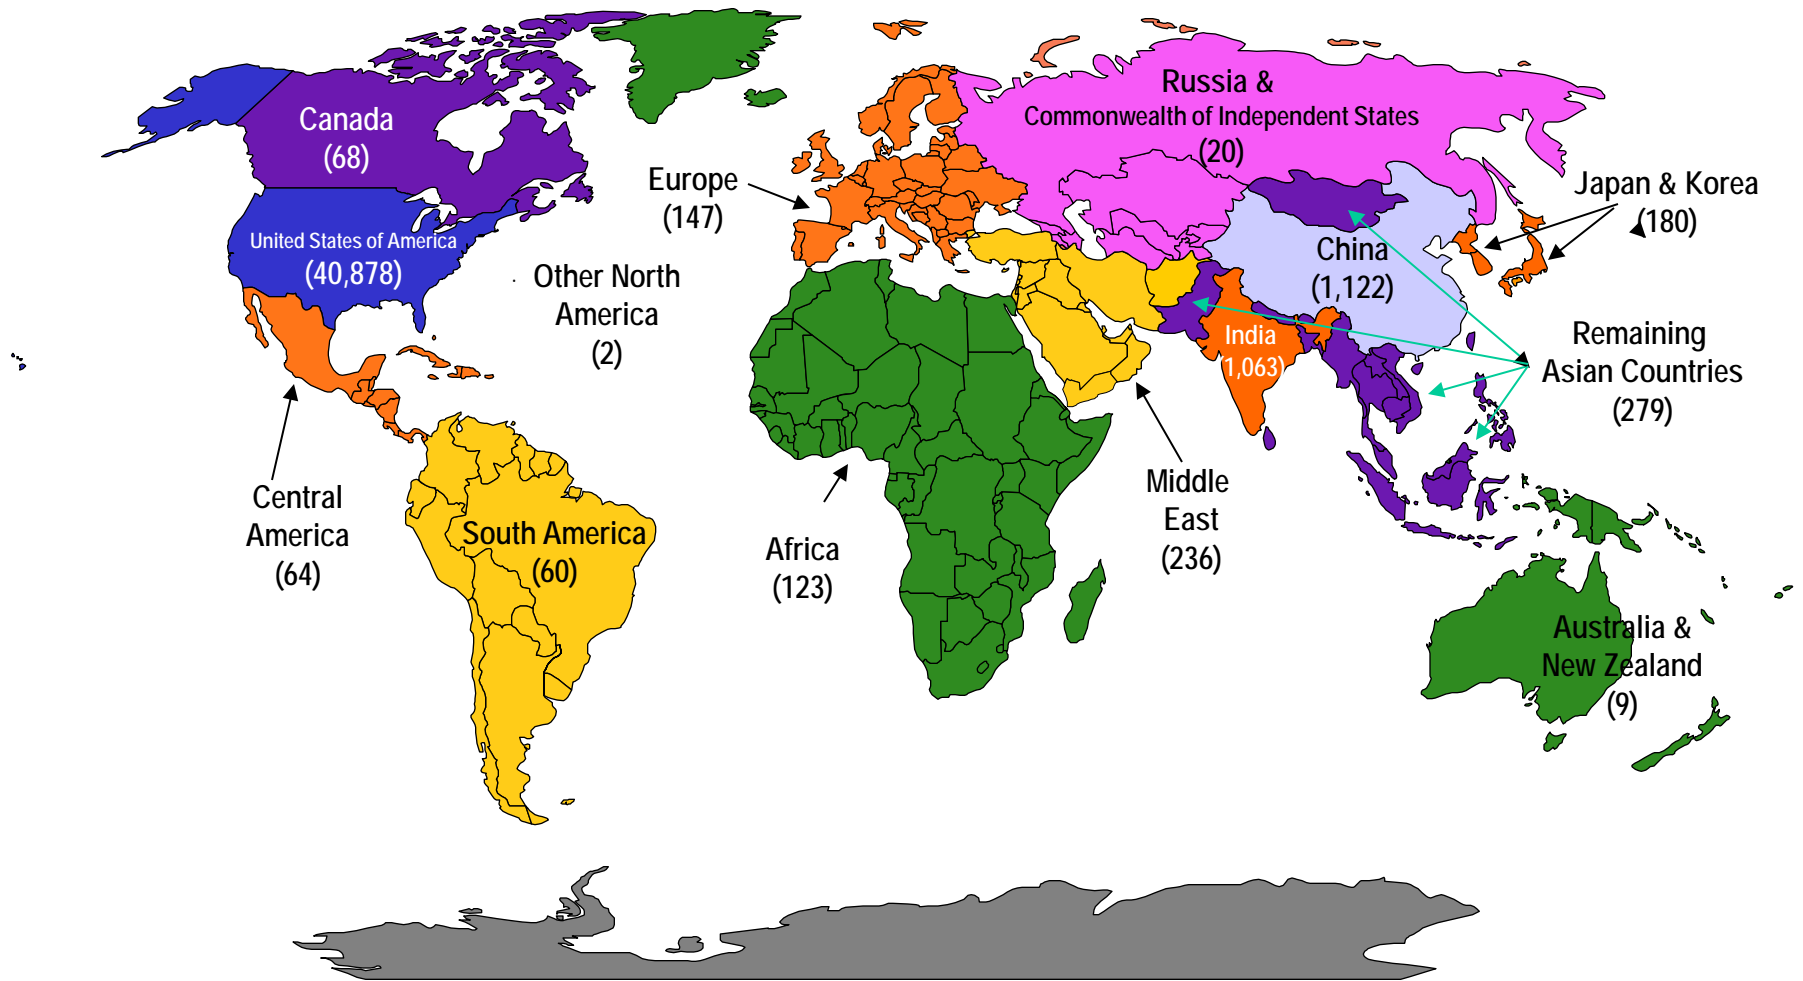 Canada
(68)
United States of America
(40,878)
Other North
America
(2)
Central
America
(64)
South America
(60)
Europe
(147)
Africa
(123)
Middle
East
(236)
Russia &
Commonwealth of Independent States
(20)
China
(1,122)
India
(1,063)
Japan & Korea
(180)
Remaining
Asian Countries
(279)
Australia &
New Zealand
(9)